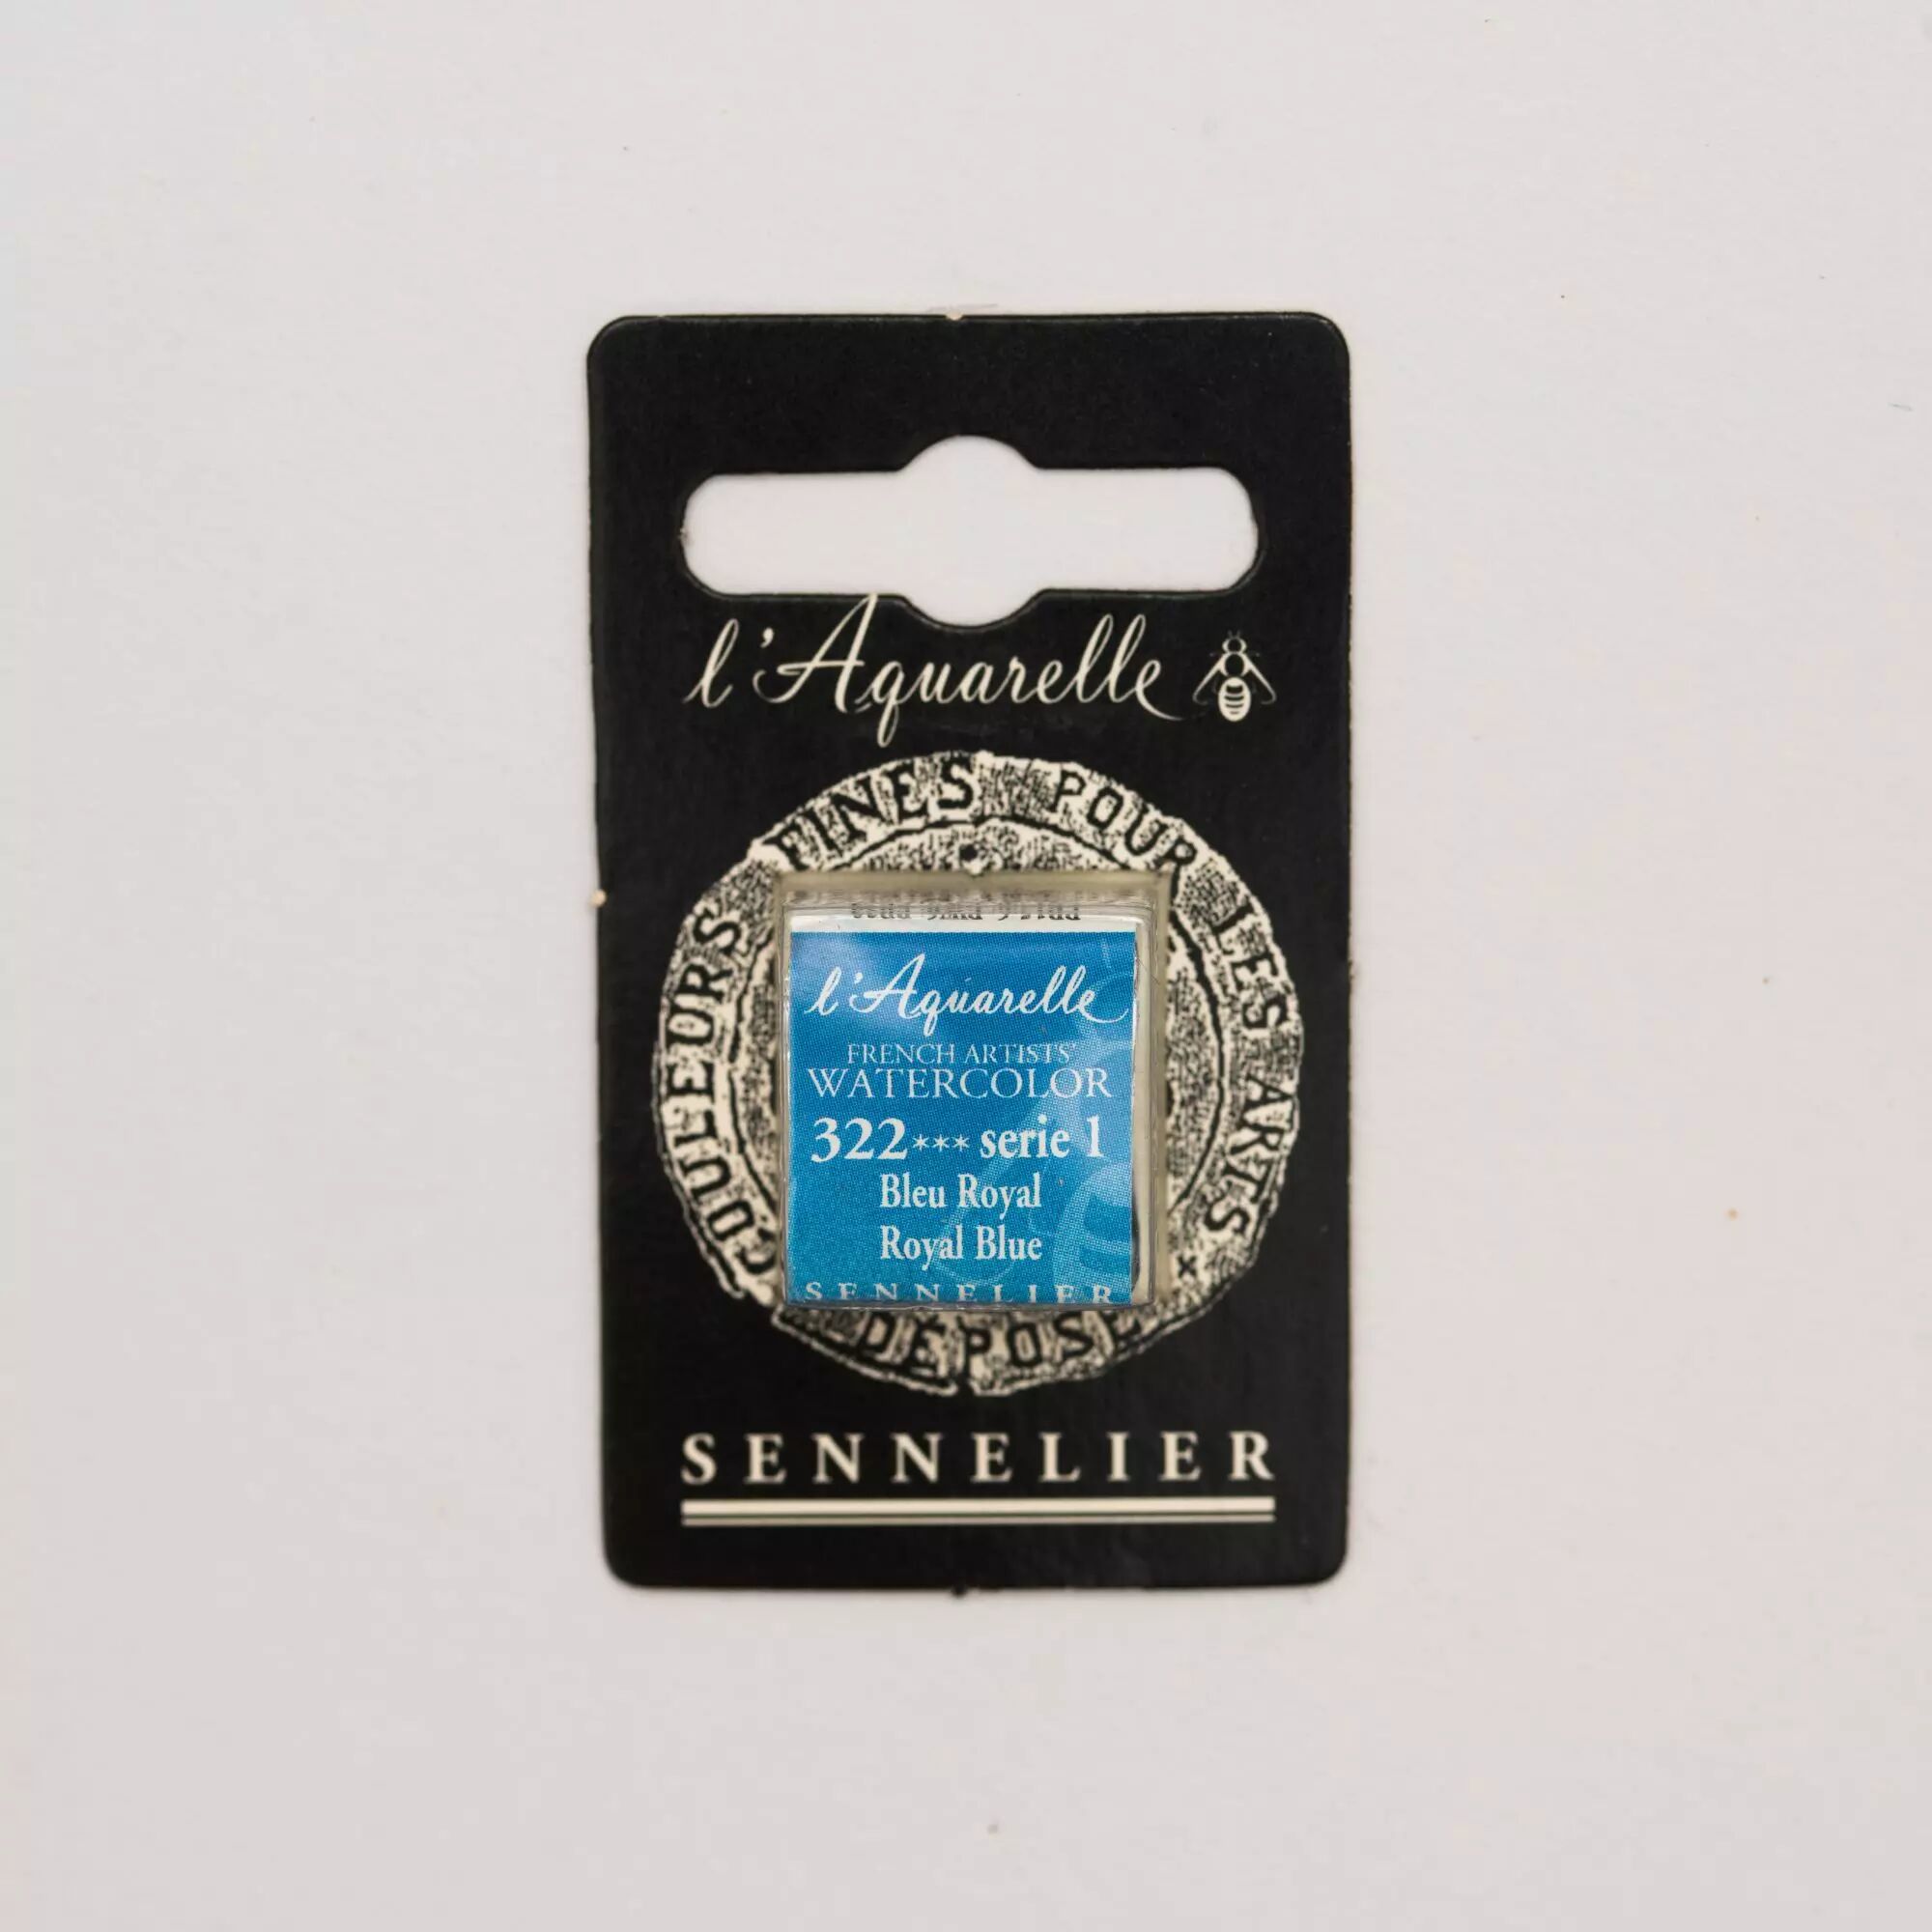 l'Aquarelle
COULEURS FINES POUR LES ARTS
DÉPOSÉ
l'Aquarelle
FRENCH ARTISTS'
WATERCOLOR
322*** serie 1
Bleu Royal
Royal Blue
SENNELIER
SENNELIER